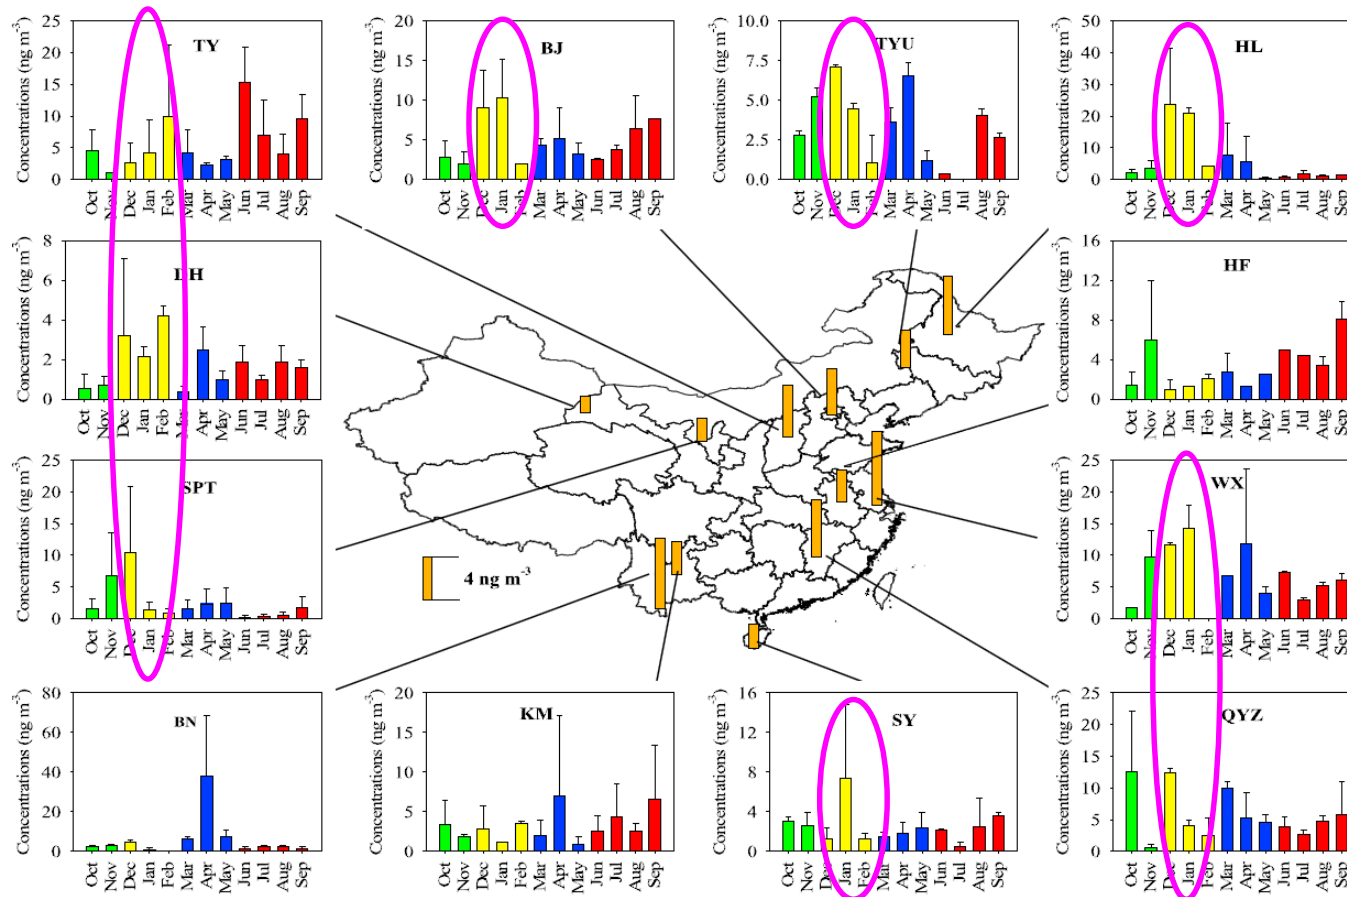 TY
Concentrations (ng m⁻³)
25
20
15
10
5
0
Oct Nov Dec Jan Feb Mar Apr May Jun Jul Aug Sep
BJ
Concentrations (ng m⁻³)
20
15
10
5
0
Oct Nov Dec Jan Feb Mar Apr May Jun Jul Aug Sep
TYU
Concentrations (ng m⁻³)
10.0
7.5
5.0
2.5
0.0
Oct Nov Dec Jan Feb Mar Apr May Jun Jul Aug Sep
HL
Concentrations (ng m⁻³)
50
40
30
20
10
0
Oct Nov Dec Jan Feb Mar Apr May Jun Jul Aug Sep
DH
Concentrations (ng m⁻³)
8
6
4
2
0
Oct Nov Dec Jan Feb Mar Apr May Jun Jul Aug Sep
HF
Concentrations (ng m⁻³)
16
12
8
4
0
Oct Nov Dec Jan Feb Mar Apr May Jun Jul Aug Sep
SPT
Concentrations (ng m⁻³)
25
20
15
10
5
0
Oct Nov Dec Jan Feb Mar Apr May Jun Jul Aug Sep
4 ng m⁻³
WX
Concentrations (ng m⁻³)
25
20
15
10
5
0
Oct Nov Dec Jan Feb Mar Apr May Jun Jul Aug Sep
BN
Concentrations (ng m⁻³)
80
60
40
20
0
Oct Nov Dec Jan Feb Mar Apr May Jun Jul Aug Sep
KM
Concentrations (ng m⁻³)
20
15
10
5
0
Oct Nov Dec Jan Feb Mar Apr May Jun Jul Aug Sep
SY
Concentrations (ng m⁻³)
16
12
8
4
0
Oct Nov Dec Jan Feb Mar Apr May Jun Jul Aug Sep
QYZ
Concentrations (ng m⁻³)
25
20
15
10
5
0
Oct Nov Dec Jan Feb Mar Apr May Jun Jul Aug Sep